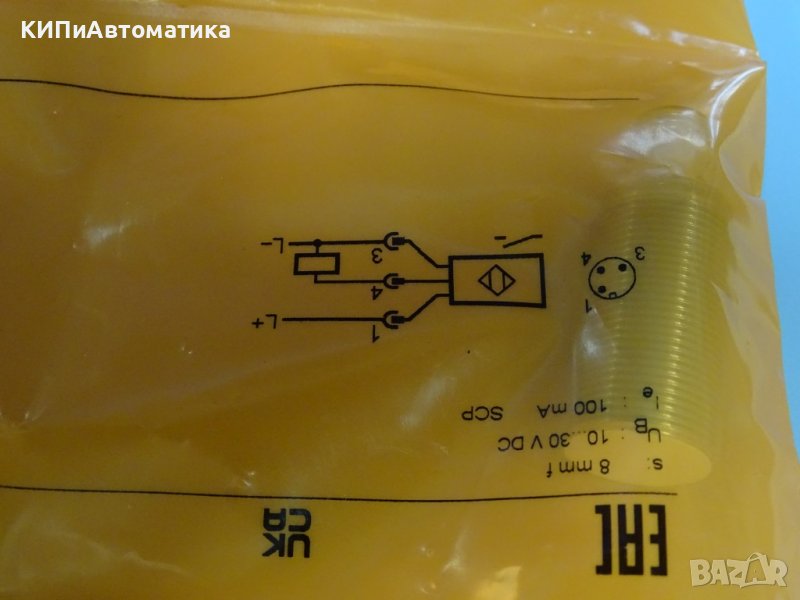 КИПиАвтоматика
s: 8 mm f
UB : 10...30 V DC
Ie : 100 mA SCP
1
4
3
L+
1
4
3
L−
EAC
UK
CA
BAZAR